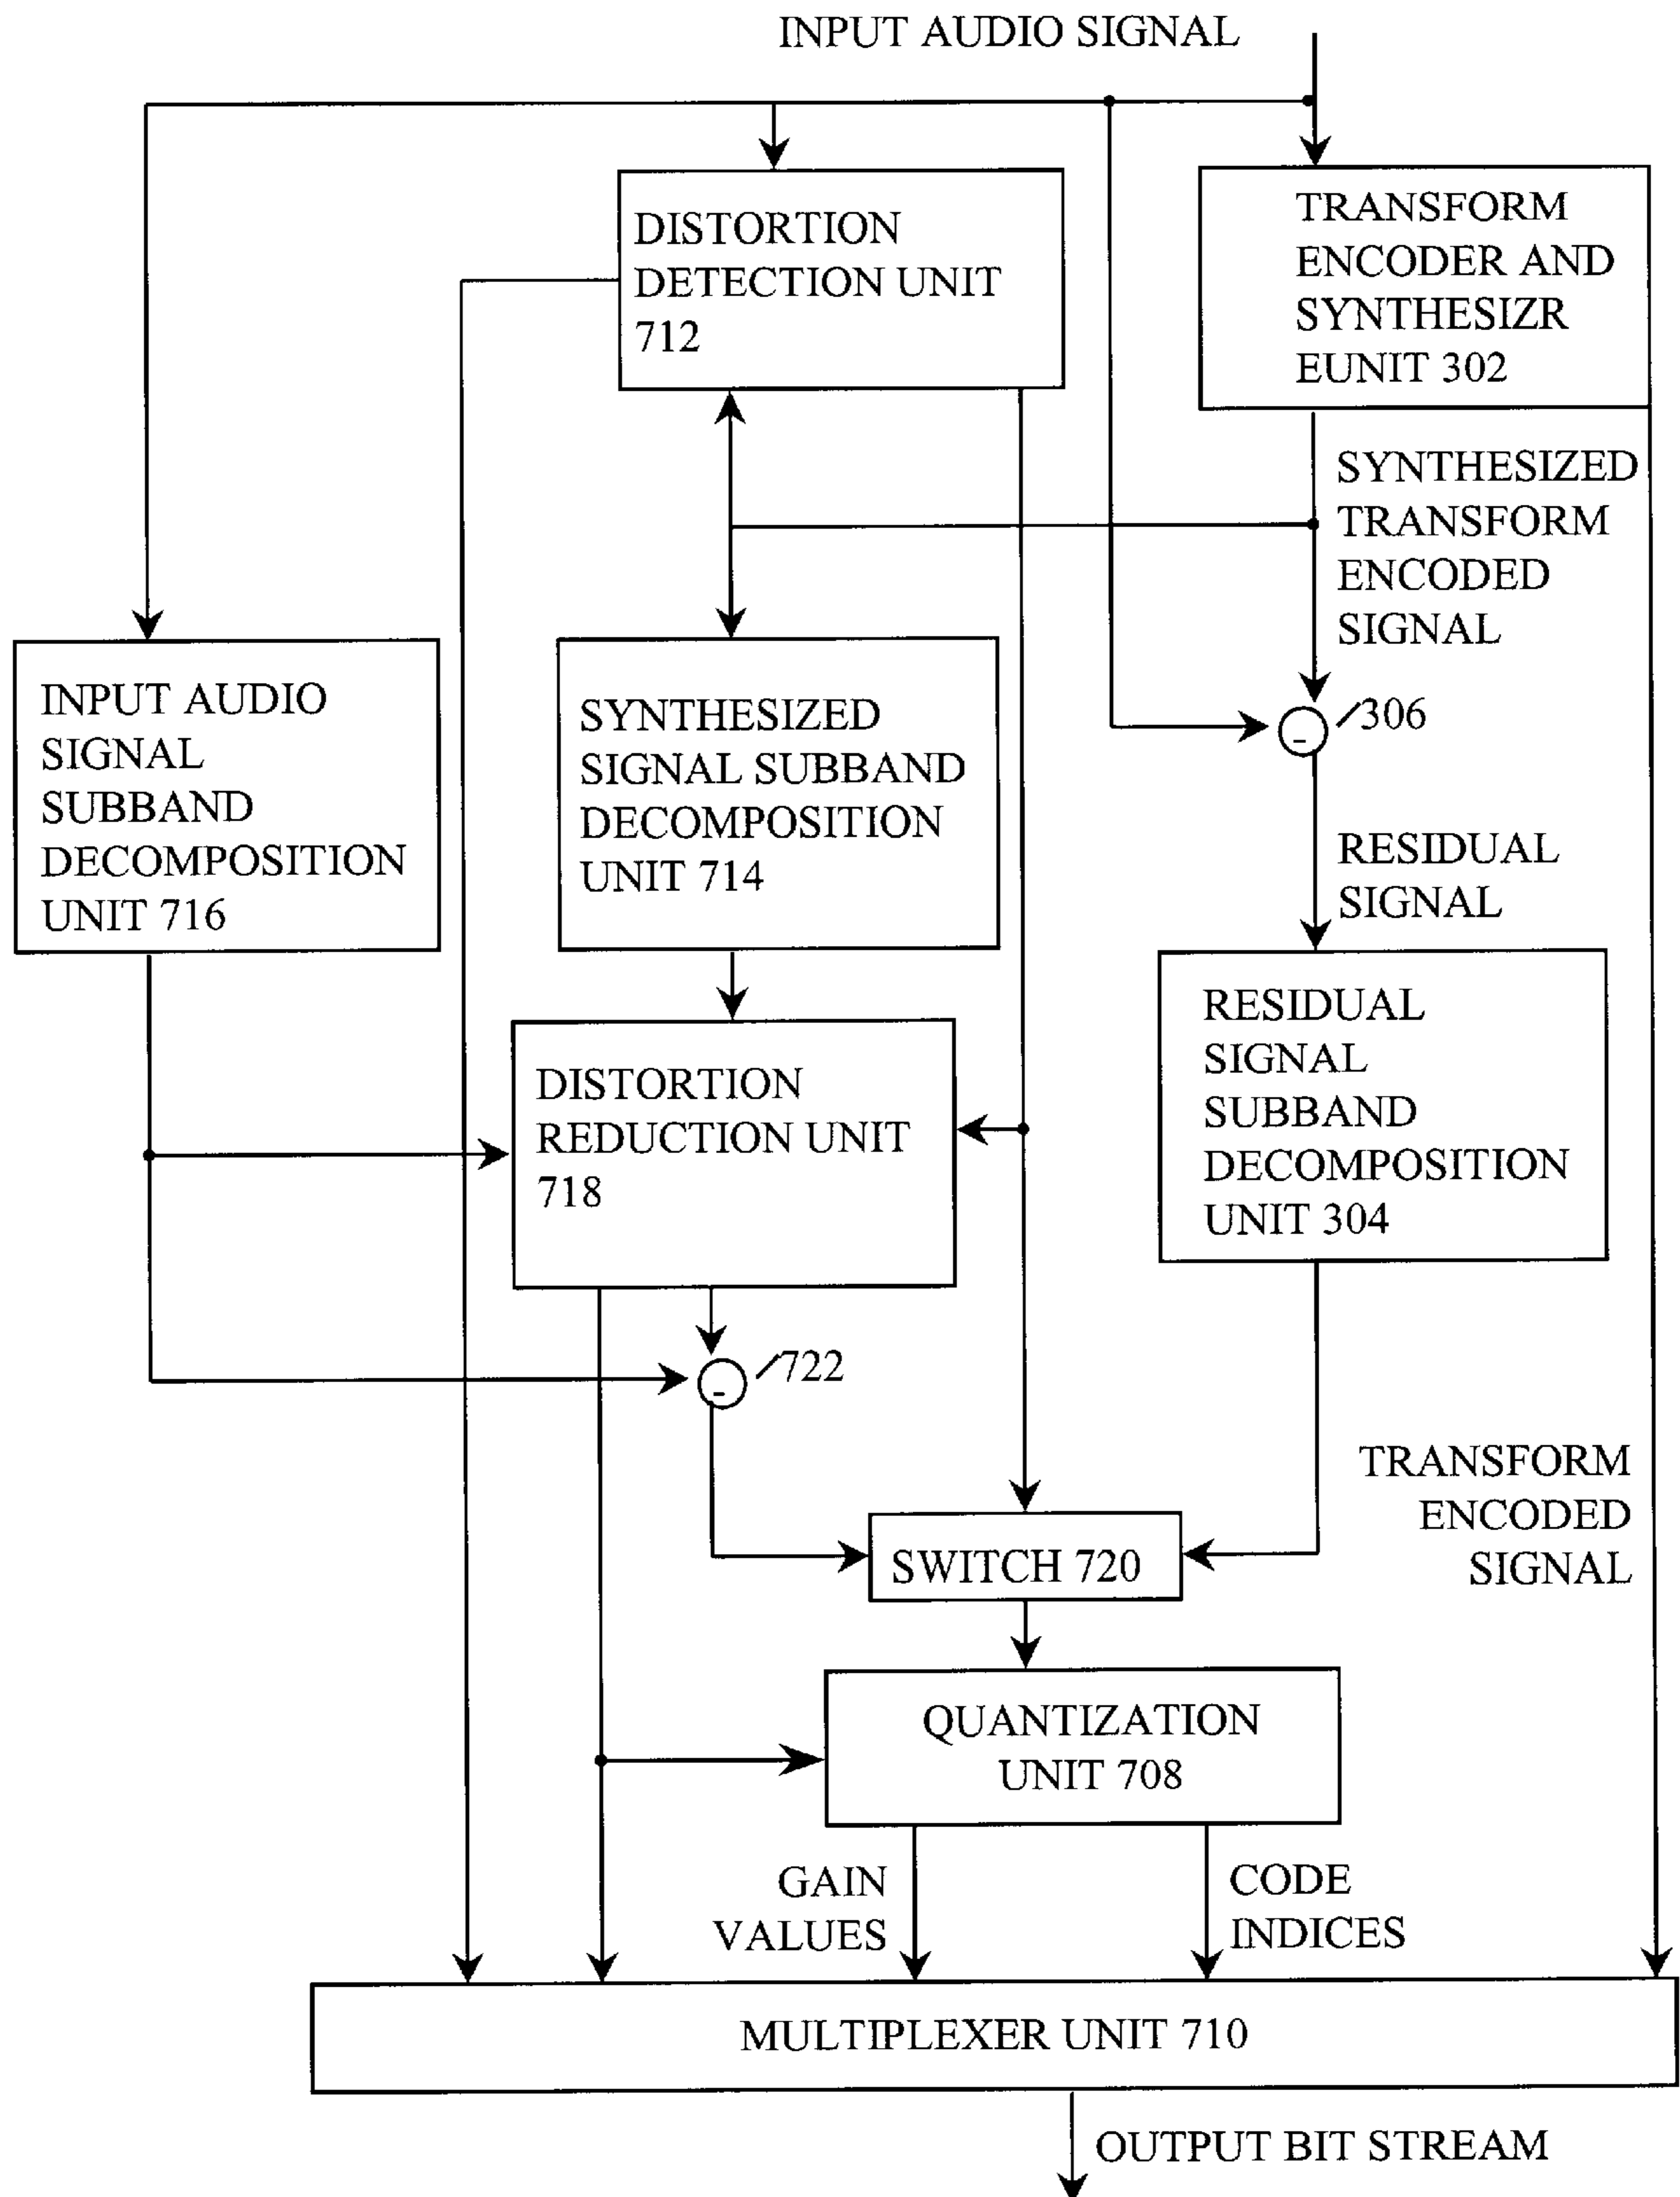 INPUT AUDIO SIGNAL
DISTORTION
DETECTION UNIT
712
TRANSFORM
ENCODER AND
SYNTHESIZR
EUNIT 302
SYNTHESIZED
TRANSFORM
ENCODED
SIGNAL
INPUT AUDIO
SIGNAL
SUBBAND
DECOMPOSITION
UNIT 716
SYNTHESIZED
SIGNAL SUBBAND
DECOMPOSITION
UNIT 714
-
306
RESIDUAL
SIGNAL
DISTORTION
REDUCTION UNIT
718
RESIDUAL
SIGNAL
SUBBAND
DECOMPOSITION
UNIT 304
-
722
TRANSFORM
ENCODED
SIGNAL
SWITCH 720
QUANTIZATION
UNIT 708
GAIN
VALUES
CODE
INDICES
MULTIPLEXER UNIT 710
OUTPUT BIT STREAM